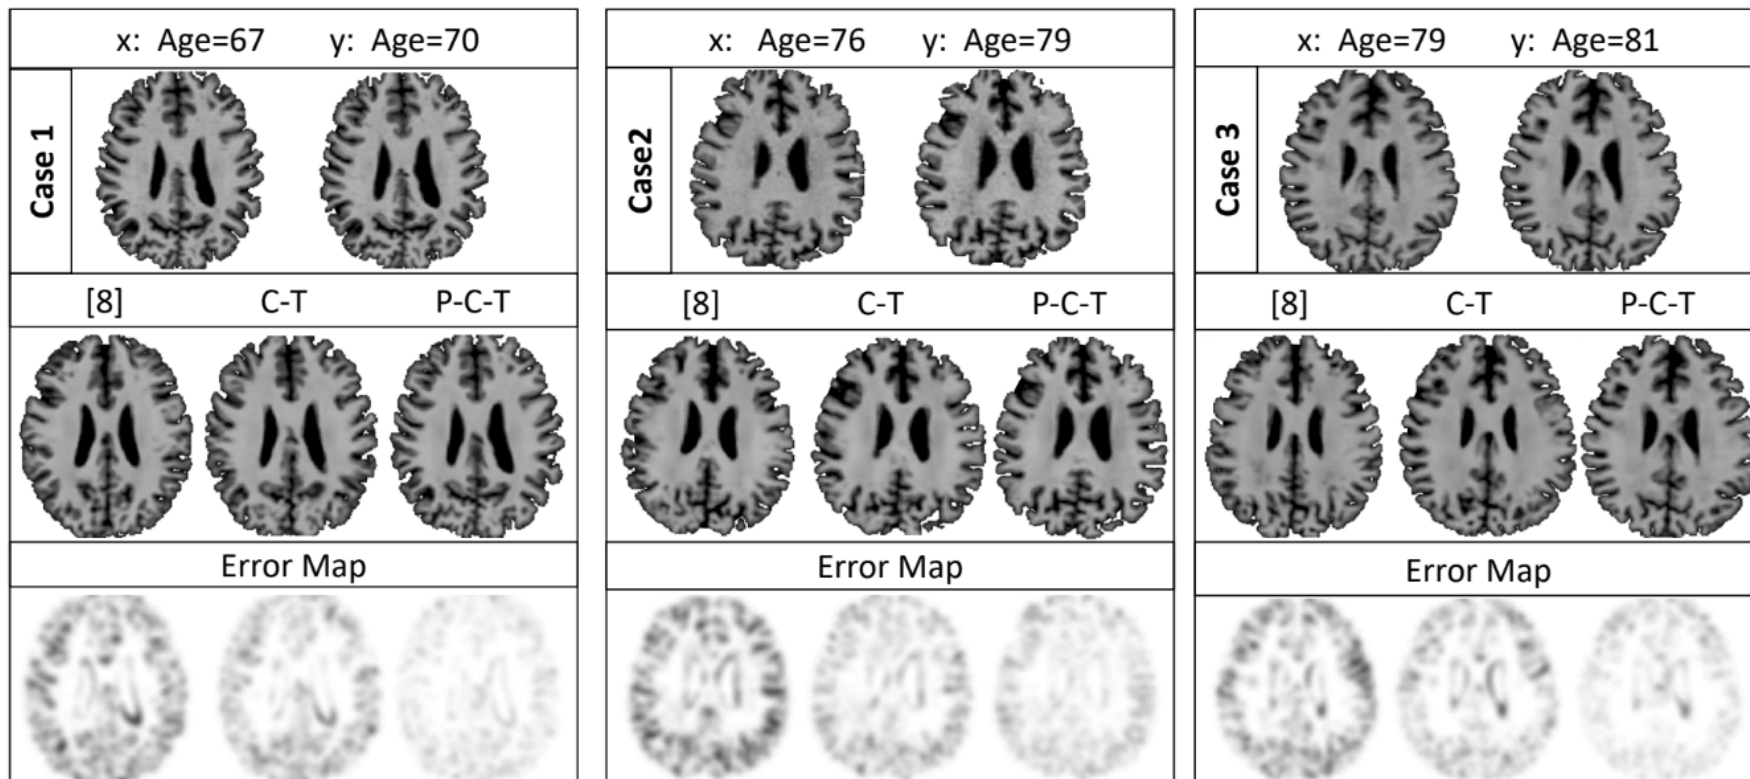 x: Age=67 y: Age=70
Case 1
[8] C-T P-C-T
Error Map
x: Age=76 y: Age=79
Case2
[8] C-T P-C-T
Error Map
x: Age=79 y: Age=81
Case 3
[8] C-T P-C-T
Error Map